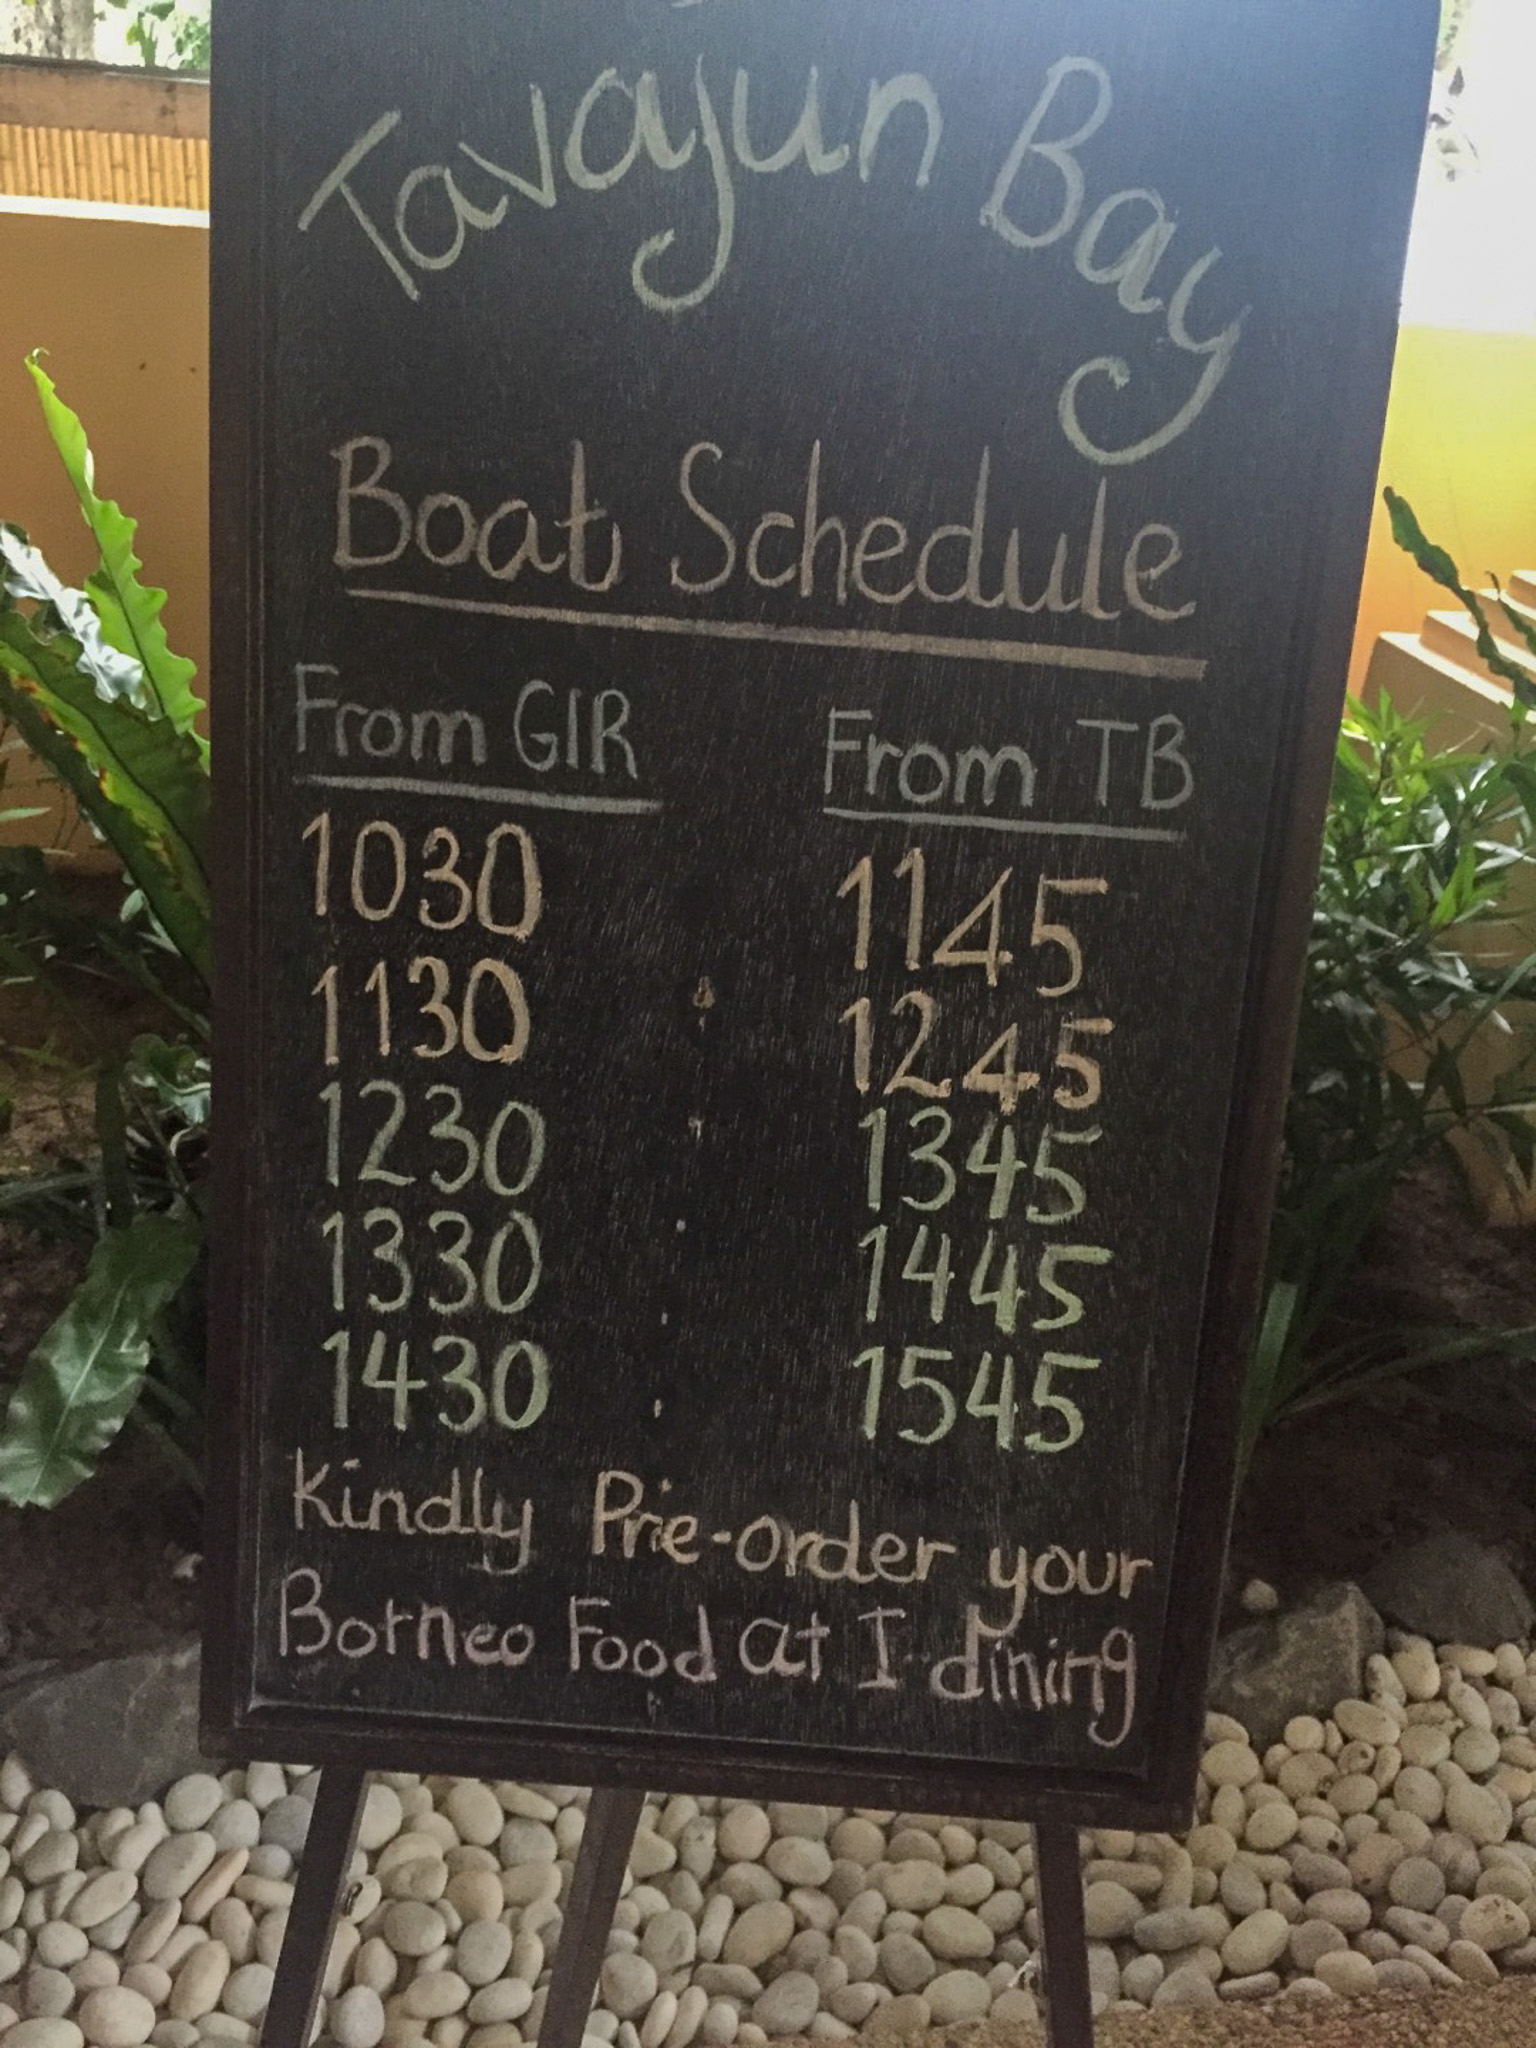 Tavajun Bay
Boat Schedule
From GIR From TB
1030 1145
1130 1245
1230 1345
1330 1445
1430 1545
Kindly Pre-order your
Borneo Food at I dining